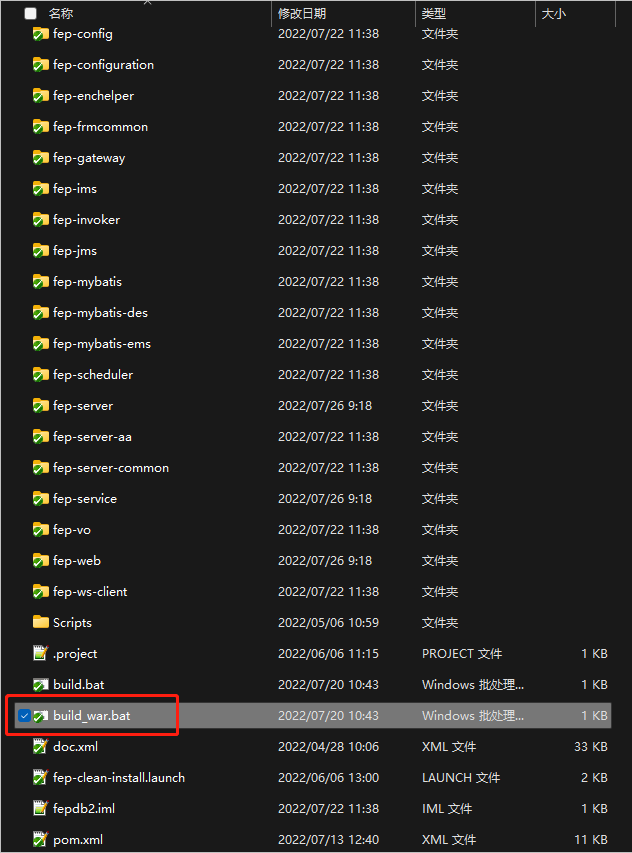 名称 修改日期 类型 大小
fep-config 2022/07/22 11:38 文件夹
fep-configuration 2022/07/22 11:38 文件夹
fep-enchelper 2022/07/22 11:38 文件夹
fep-frmcommon 2022/07/22 11:38 文件夹
fep-gateway 2022/07/22 11:38 文件夹
fep-ims 2022/07/22 11:38 文件夹
fep-invoker 2022/07/22 11:38 文件夹
fep-jms 2022/07/22 11:38 文件夹
fep-mybatis 2022/07/22 11:38 文件夹
fep-mybatis-des 2022/07/22 11:38 文件夹
fep-mybatis-ems 2022/07/22 11:38 文件夹
fep-scheduler 2022/07/22 11:38 文件夹
fep-server 2022/07/26 9:18 文件夹
fep-server-aa 2022/07/22 11:38 文件夹
fep-server-common 2022/07/22 11:38 文件夹
fep-service 2022/07/26 9:18 文件夹
fep-vo 2022/07/22 11:38 文件夹
fep-web 2022/07/26 9:18 文件夹
fep-ws-client 2022/07/22 11:38 文件夹
Scripts 2022/05/06 10:59 文件夹
.project 2022/06/06 11:15 PROJECT 文件 1 KB
build.bat 2022/07/20 10:43 Windows 批处理... 1 KB
build_war.bat 2022/07/20 10:43 Windows 批处理... 1 KB
doc.xml 2022/04/28 10:06 XML 文件 33 KB
fep-clean-install.launch 2022/06/06 13:00 LAUNCH 文件 2 KB
fepdb2.iml 2022/07/22 11:38 IML 文件 1 KB
pom.xml 2022/07/13 12:40 XML 文件 11 KB